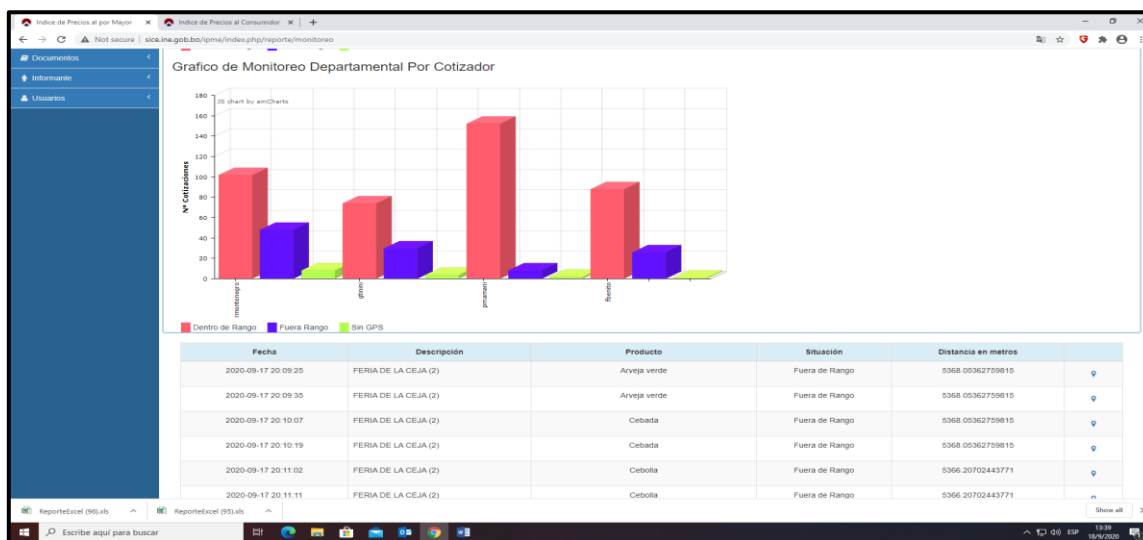 Indice de Precios al por Mayor
Indice de Precios al Consumidor
Not secure | sice.ine.gob.bo/ipme/index.php/reporte/monitoreo
Documentos
Informante
Usuarios
Grafico de Monitoreo Departamental Por Cotizador
3D chart by amCharts
Nº Cotizaciones
180
160
140
120
100
80
60
40
20
0
rmontenegro
pmamani
fbenito
Dentro de Rango Fuera Rango Sin GPS
Fecha Descripción Producto Situación Distancia en metros
2020-09-17 20:09:25 FERIA DE LA CEJA (2) Arveja verde Fuera de Rango 5368.05362759815
2020-09-17 20:09:35 FERIA DE LA CEJA (2) Arveja verde Fuera de Rango 5368.05362759815
2020-09-17 20:10:07 FERIA DE LA CEJA (2) Cebada Fuera de Rango 5368.05362759815
2020-09-17 20:10:19 FERIA DE LA CEJA (2) Cebada Fuera de Rango 5368.05362759815
2020-09-17 20:11:02 FERIA DE LA CEJA (2) Cebolla Fuera de Rango 5366.20702443771
2020-09-17 20:11:11 FERIA DE LA CEJA (2) Cebolla Fuera de Rango 5366.20702443771
ReporteExcel (96).xls
ReporteExcel (95).xls
Show all
Escribe aquí para buscar
ESP
13:39
18/9/2020